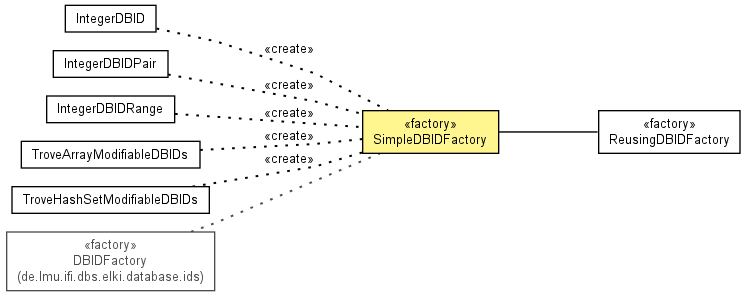 IntegerDBID
«create»
IntegerDBIDPair
«create»
IntegerDBIDRange
«create»
«factory»
SimpleDBIDFactory
«factory»
ReusingDBIDFactory
«create»
TroveArrayModifiableDBIDs
«create»
TroveHashSetModifiableDBIDs
«factory»
DBIDFactory
(de.lmu.ifi.dbs.elki.database.ids)